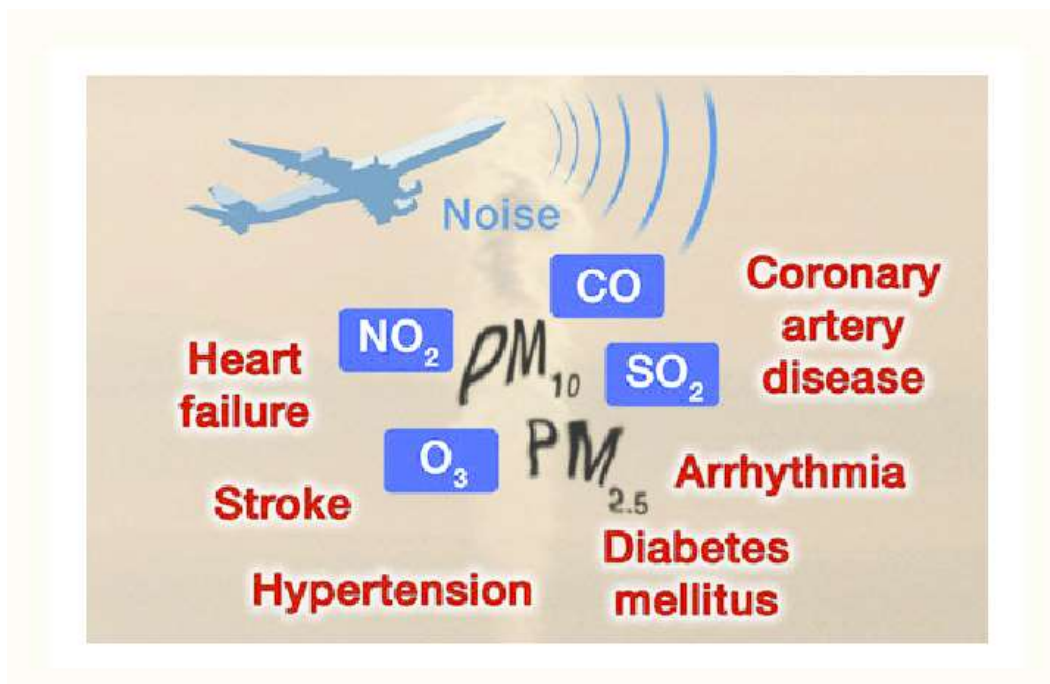 Noise
CO
NO₂
PM₁₀
SO₂
O₃
PM₂.₅
Heart
failure
Stroke
Hypertension
Coronary
artery
disease
Arrhythmia
Diabetes
mellitus